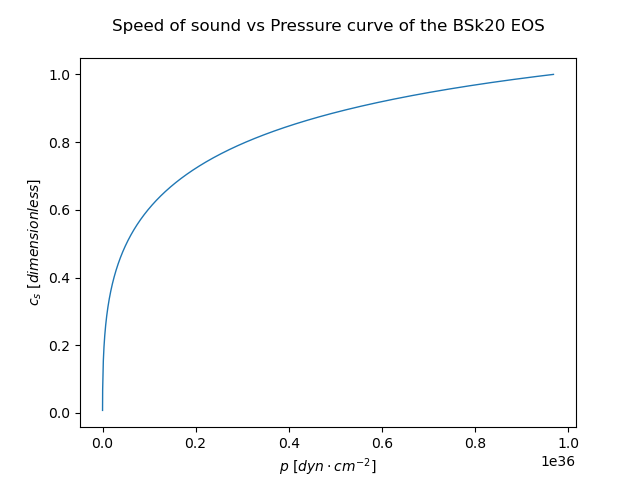 Speed of sound vs Pressure curve of the BSk20 EOS
1.0
0.8
0.6
0.4
0.2
0.0
c_s [dimensionless]
0.0 0.2 0.4 0.6 0.8 1.0
1e36
p [dyn · cm⁻²]